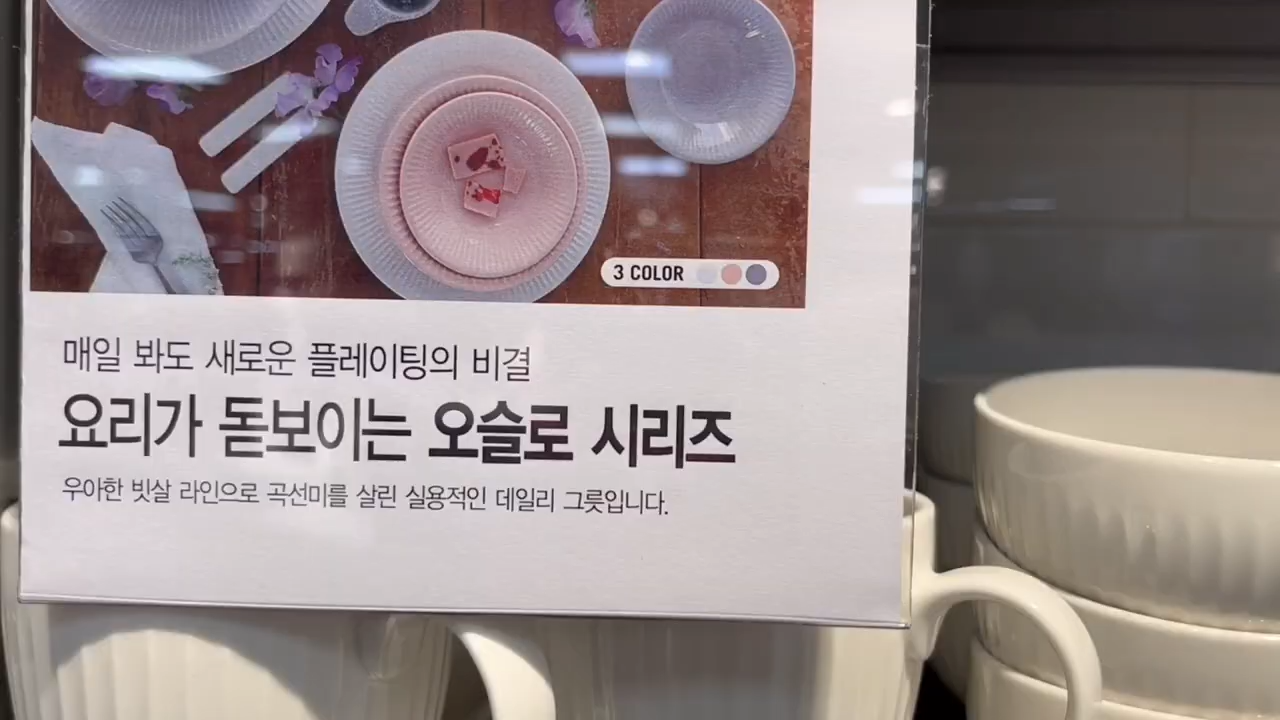 3 COLOR
매일 봐도 새로운 플레이팅의 비결
요리가 돋보이는 오슬로 시리즈
우아한 빗살 라인으로 곡선미를 살린 실용적인 데일리 그릇입니다.